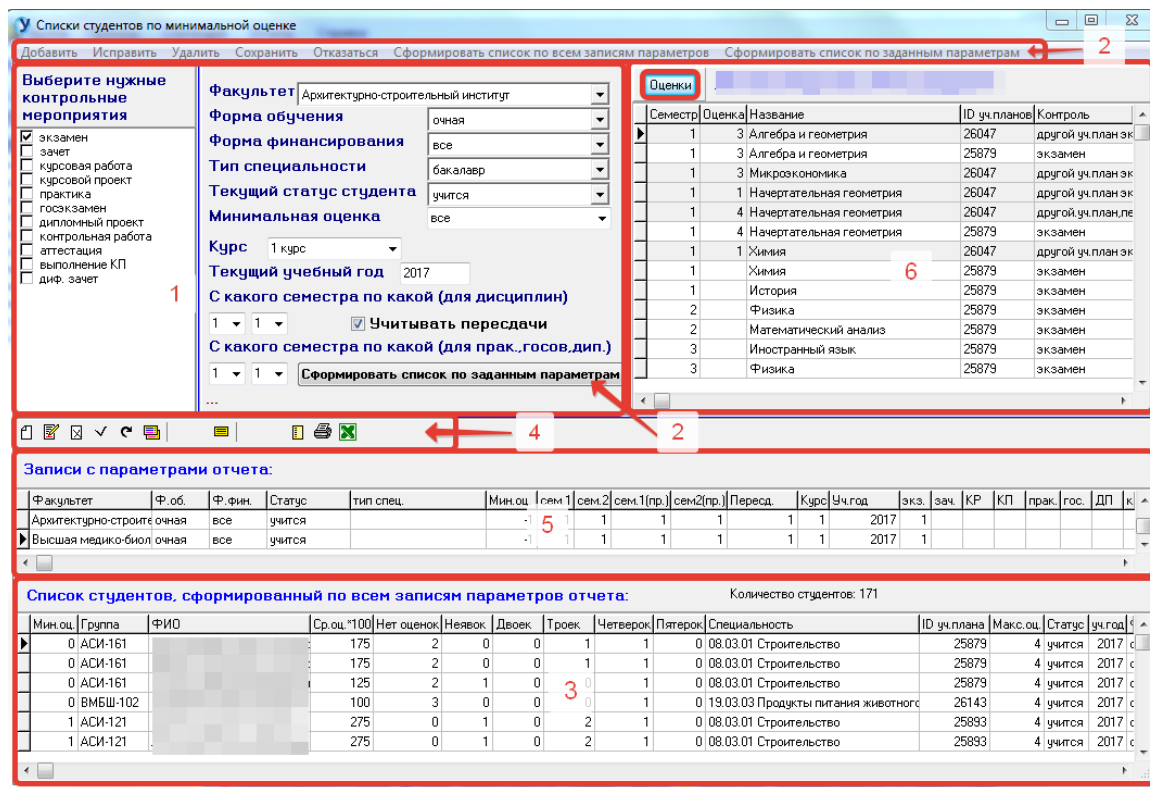 Списки студентов по минимальной оценке
Добавить Исправить Удалить Сохранить Отказаться Сформировать список по всем записям параметров Сформировать список по заданным параметрам
2
Выберите нужные
контрольные
мероприятия
экзамен
зачет
курсовая работа
курсовой проект
практика
госэкзамен
дипломный проект
контрольная работа
аттестация
выполнение КП
диф. зачет
1
Факультет Архитектурно-строительный институт
Форма обучения очная
Форма финансирования все
Тип специальности бакалавр
Текущий статус студента учится
Минимальная оценка все
Курс 1 курс
Текущий учебный год 2017
С какого семестра по какой (для дисциплин)
1 1 Учитывать пересдачи
С какого семестра по какой (для прак.,госов,дип.)
1 1 Сформировать список по заданным параметрам
...
2
Оценки
Семестр Оценка Название ID уч.планов Контроль
1 3 Алгебра и геометрия 26047 другой уч.план эк
1 3 Алгебра и геометрия 25879 экзамен
1 3 Микроэкономика 26047 другой уч.план эк
1 1 Начертательная геометрия 26047 другой уч.план эк
1 4 Начертательная геометрия 26047 другой.уч.план,пе
1 4 Начертательная геометрия 25879 экзамен
1 1 Химия 26047 другой уч.план эк
1 Химия 25879 экзамен
1 История 25879 экзамен
2 Физика 25879 экзамен
2 Математический анализ 25879 экзамен
3 Иностранный язык 25879 экзамен
3 Физика 25879 экзамен
6
4
Записи с параметрами отчета:
Факультет Ф.об. Ф.фин. Статус тип спец. Мин.оц сем 1 сем.2 сем.1(пр.) сем2(пр.) Пересд. Курс Уч.год экз. зач. КР КП прак. гос. ДП к
Архитектурно-строите очная все учится -1 1 1 1 1 1 1 2017 1
Высшая медико-биол очная все учится -1 1 1 1 1 1 1 2017 1
5
Список студентов, сформированный по всем записям параметров отчета: Количество студентов: 171
Мин.оц. Группа ФИО Ср.оц.*100 Нет оценок Неявок Двоек Троек Четверок Пятерок Специальность ID уч.плана Макс.оц. Статус уч.год
0 АСИ-161 175 2 0 0 1 1 0 08.03.01 Строительство 25879 4 учится 2017
0 АСИ-161 175 2 0 0 1 1 0 08.03.01 Строительство 25879 4 учится 2017
0 АСИ-161 125 2 1 0 0 1 0 08.03.01 Строительство 25879 4 учится 2017
0 ВМБШ-102 100 3 0 0 0 1 0 19.03.03 Продукты питания животного 26143 4 учится 2017
1 АСИ-121 275 0 1 0 2 1 0 08.03.01 Строительство 25893 4 учится 2017
1 АСИ-121 275 0 1 0 2 1 0 08.03.01 Строительство 25893 4 учится 2017
3